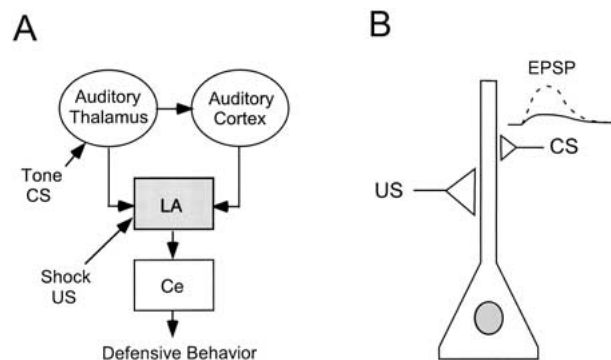 A
Auditory
Thalamus
Auditory
Cortex
Tone
CS
LA
Shock
US
Ce
Defensive Behavior
B
EPSP
CS
US